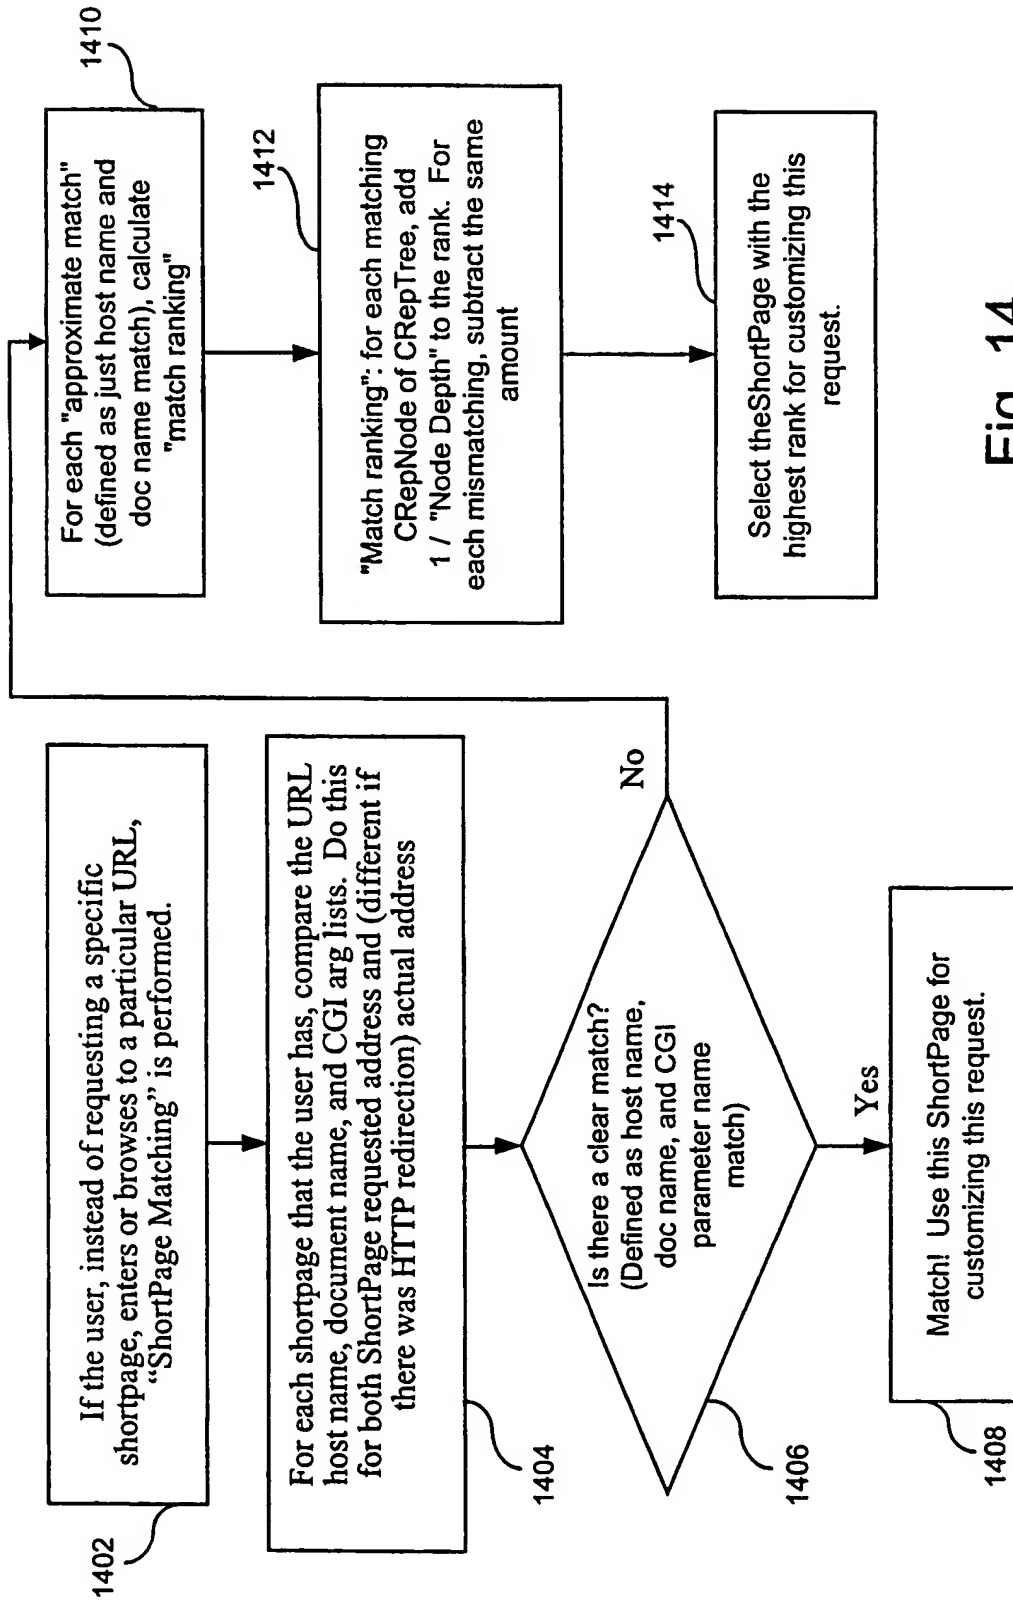 1402
If the user, instead of requesting a specific
shortpage, enters or browses to a particular URL,
“ShortPage Matching” is performed.
For each shortpage that the user has, compare the URL
host name, document name, and CGI arg lists. Do this
for both ShortPage requested address and (different if
there was HTTP redirection) actual address
1404
Is there a clear match?
(Defined as host name,
doc name, and CGI
parameter name
match)
1406
No
Yes
Match! Use this ShortPage for
customizing this request.
1408
For each "approximate match"
(defined as just host name and
doc name match), calculate
"match ranking"
1410
"Match ranking": for each matching
CRepNode of CRepTree, add
1 / "Node Depth" to the rank. For
each mismatching, subtract the same
amount
1412
Select theShortPage with the
highest rank for customizing this
request.
1414
Fig. 14